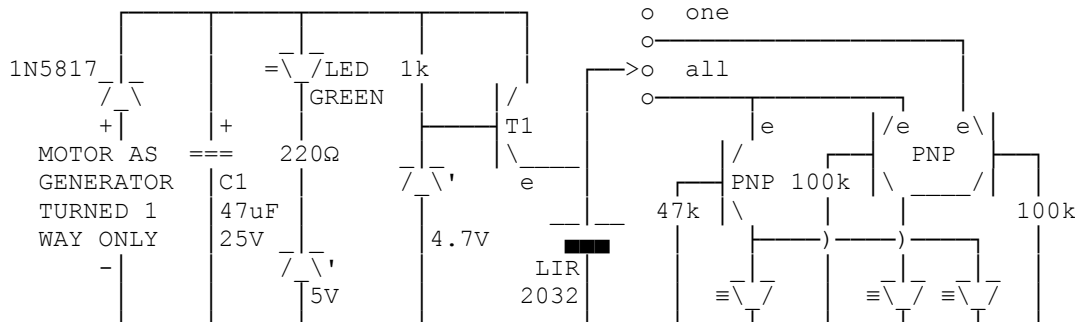 one
1N5817
=
LED
1k
all
GREEN
+
+
T1
e
/e
e\
MOTOR AS
===
220Ω
PNP
GENERATOR
C1
e
PNP
100k
TURNED 1
47uF
47k
100k
WAY ONLY
25V
4.7V
-
LIR
5V
2032
≡
≡
≡